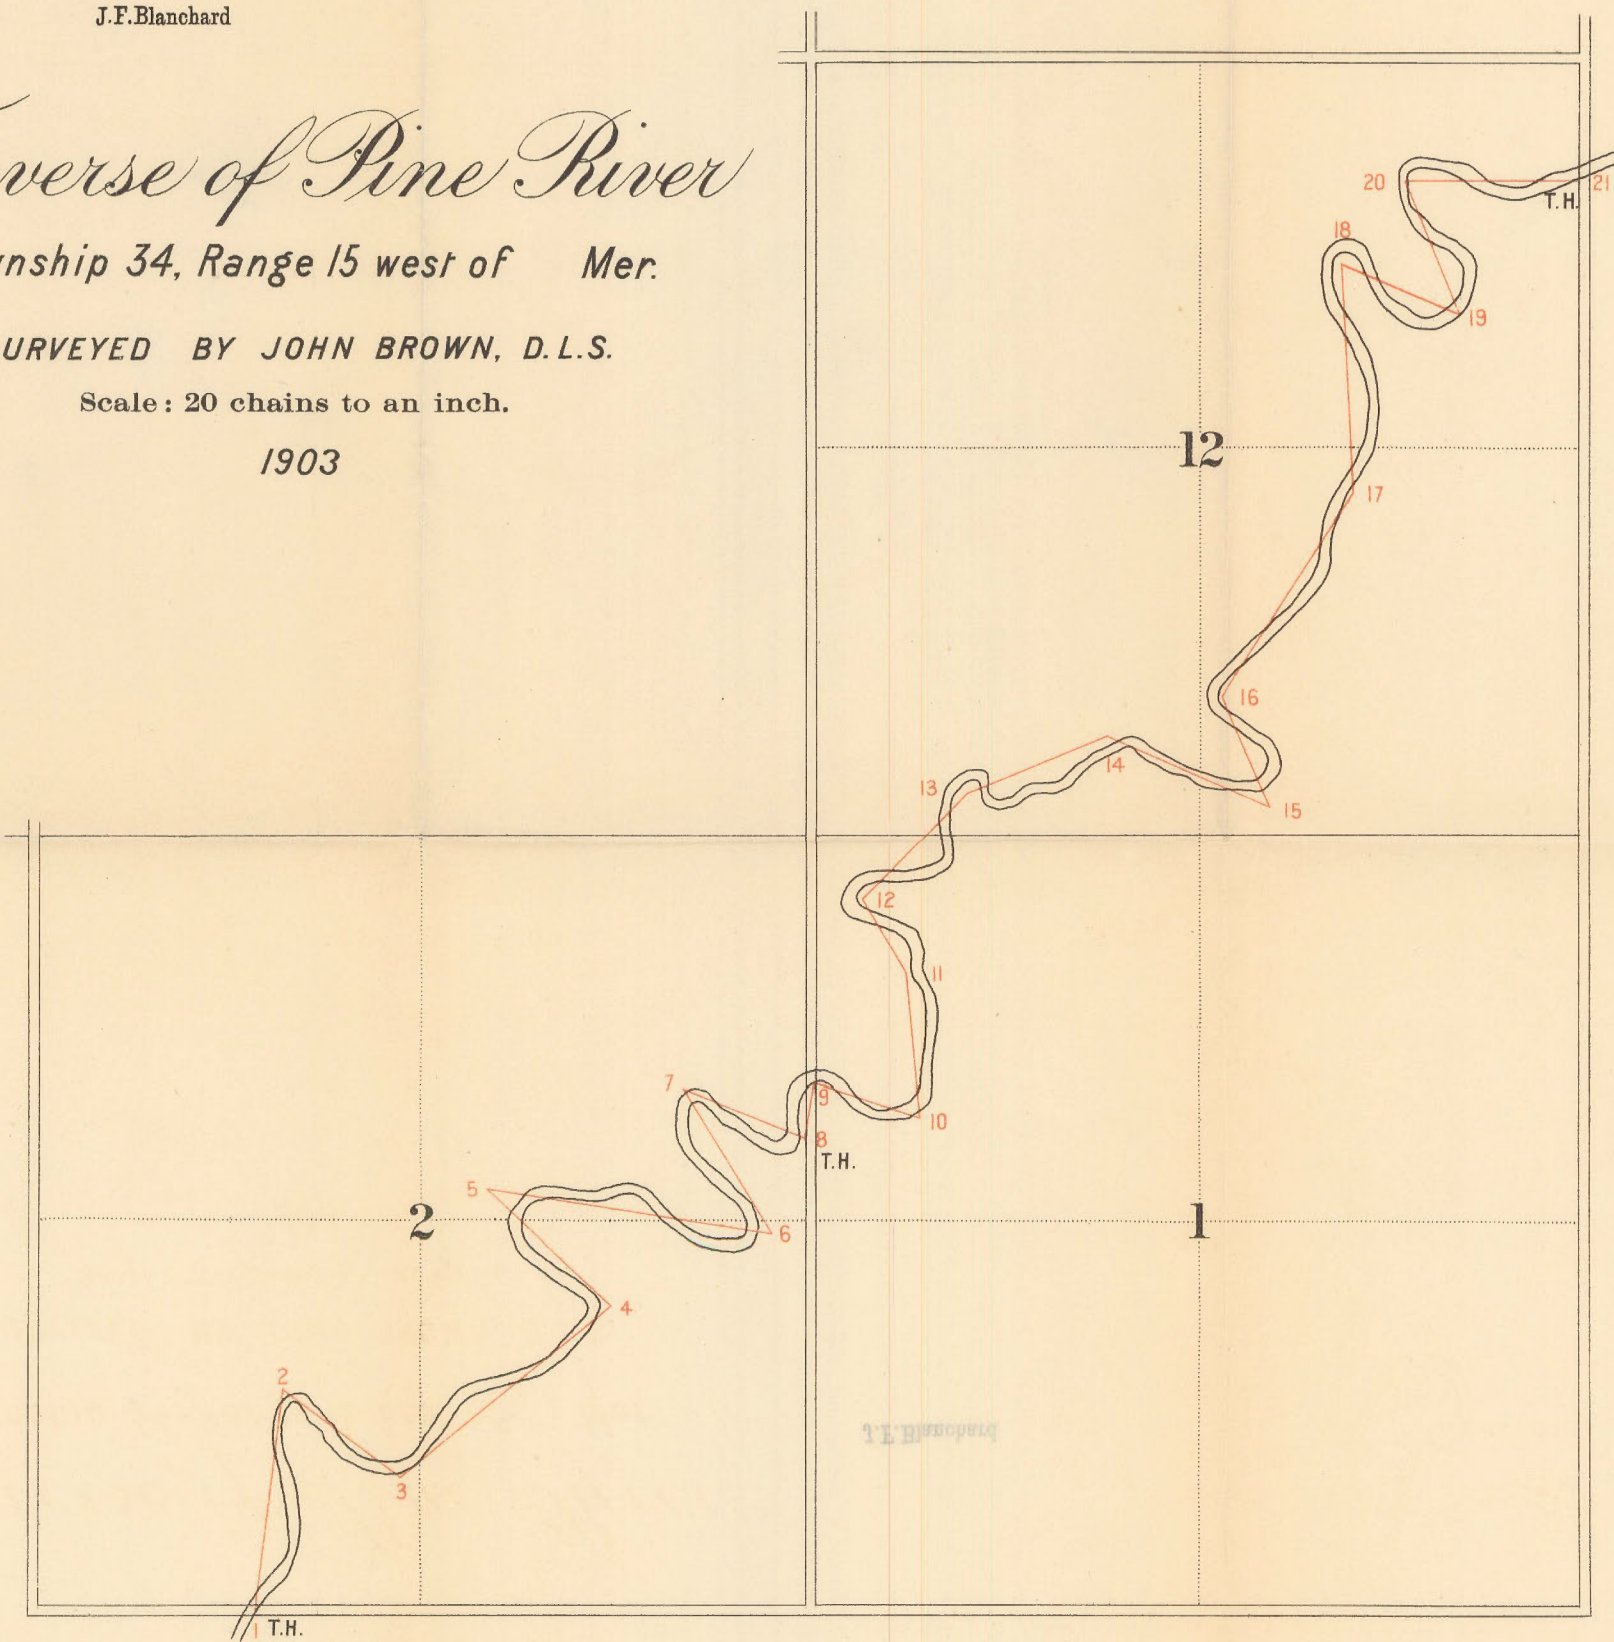 J.F.Blanchard
verse of Pine River
nship 34, Range 15 west of Mer.
URVEYED BY JOHN BROWN, D.L.S.
Scale: 20 chains to an inch.
1903
20
21
T.H.
18
19
12
17
16
14
13
15
12
11
7
9
10
8
T.H.
5
2
1
6
4
2
J.F.Blanchard
3
1
T.H.